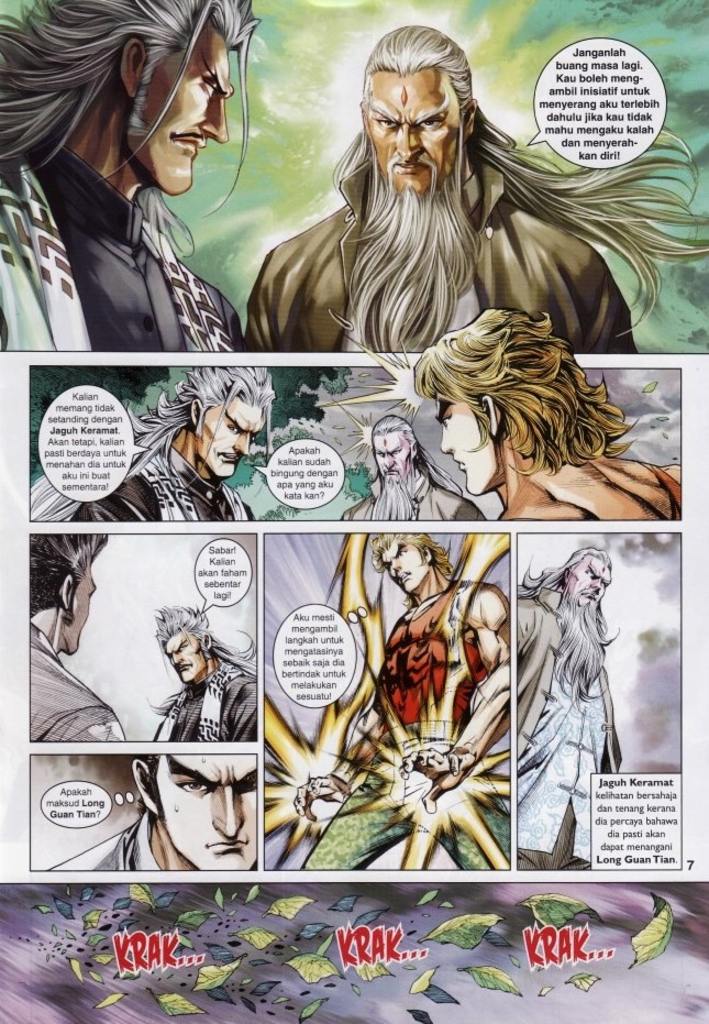 Janganlah
buang masa lagi.
Kau boleh meng-
ambil inisiatif untuk
menyerang aku terlebih
dahulu jika kau tidak
mahu mengaku kalah
dan menyerah-
kan diri!
Kalian
memang tidak
setanding dengan
Jaguh Keramat.
Akan tetapi, kalian
pasti berdaya untuk
menahan dia untuk
aku ini buat
sementara!
Apakah
kalian sudah
bingung dengan
apa yang aku
kata kan?
Sabar!
Kalian
akan faham
sebentar
lagi!
Apakah
maksud Long
Guan Tian?
Aku mesti
mengambil
langkah untuk
mengatasinya
sebaik saja dia
bertindak untuk
melakukan
sesuatu!
Jaguh Keramat
kelihatan bersahaja
dan tenang kerana
dia percaya bahawa
dia pasti akan
dapat menangani
Long Guan Tian.
7
KRAK...
KRAK...
KRAK...